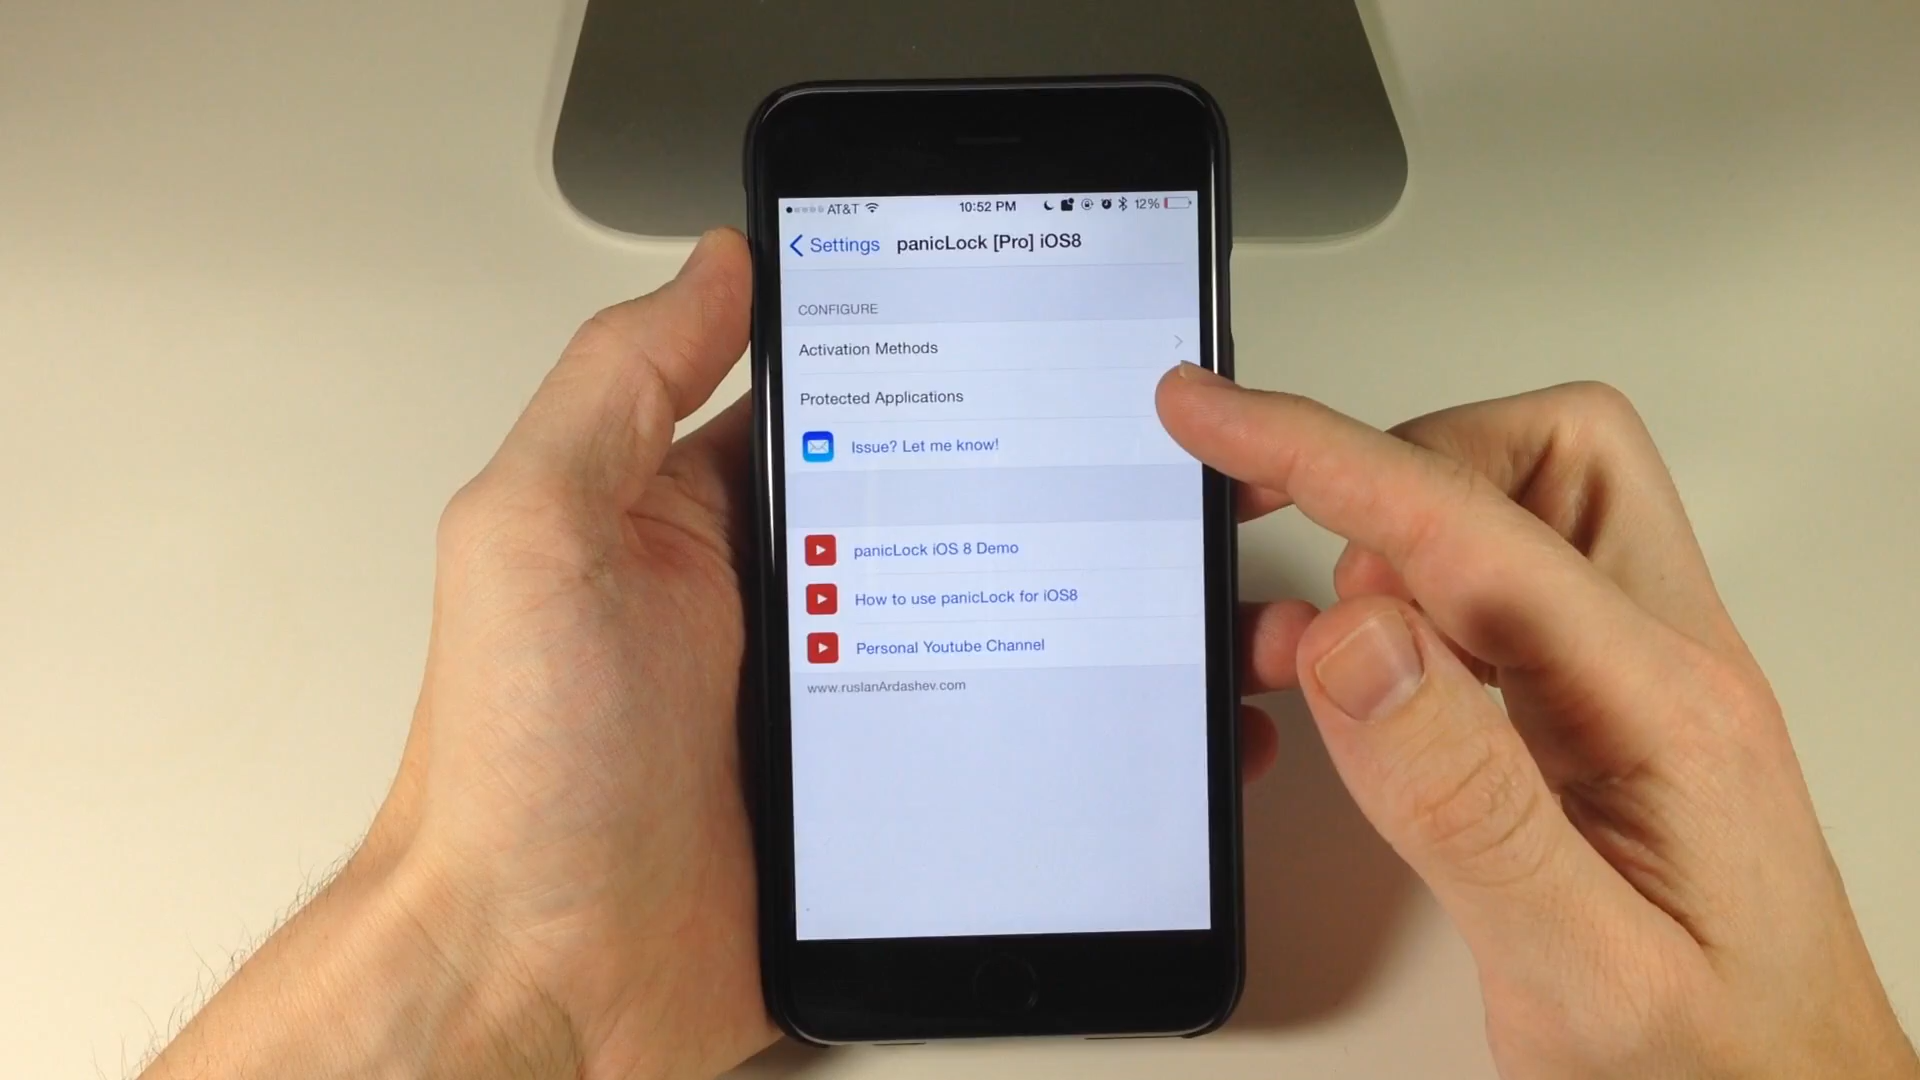 AT&T 10:52 PM 12%
Settings panicLock [Pro] iOS8
CONFIGURE
Activation Methods
Protected Applications
Issue? Let me know!
panicLock iOS 8 Demo
How to use panicLock for iOS8
Personal Youtube Channel
www.ruslanArdashev.com